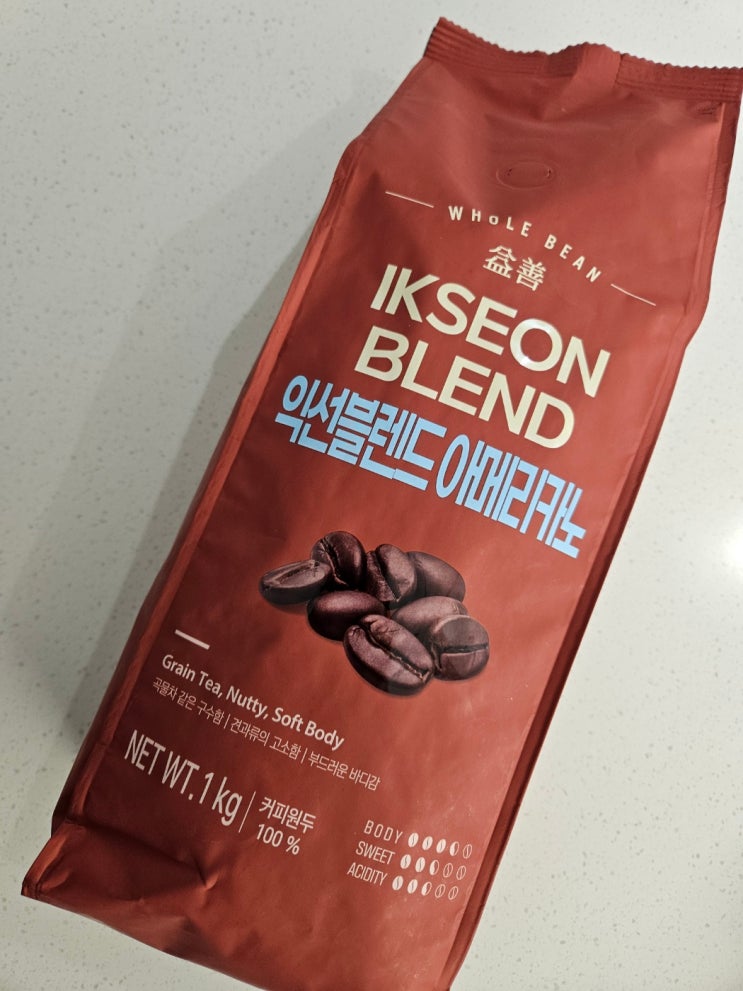 WHOLE BEAN
益善
IKSEON
BLEND
익선블렌드 아메리카노
Grain Tea, Nutty, Soft Body
곡물차 같은 구수함 | 견과류의 고소함 | 부드러운 바디감
NET WT. 1 kg | 커피원두
100 %
BODY
SWEET
ACIDITY